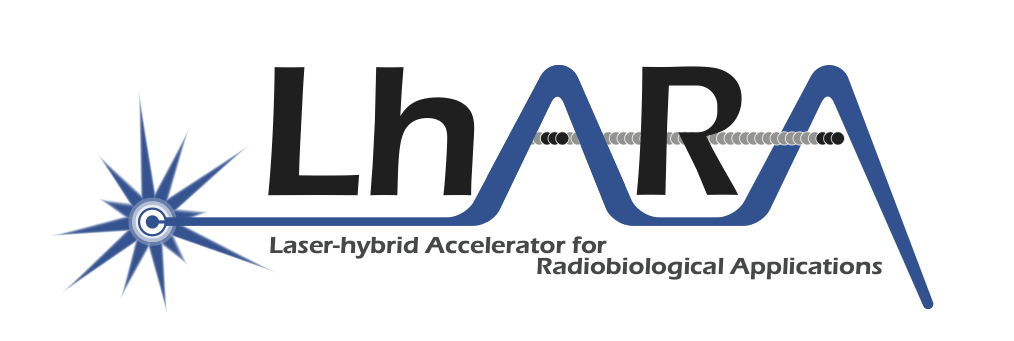 LhARA
Laser-hybrid Accelerator for
Radiobiological Applications